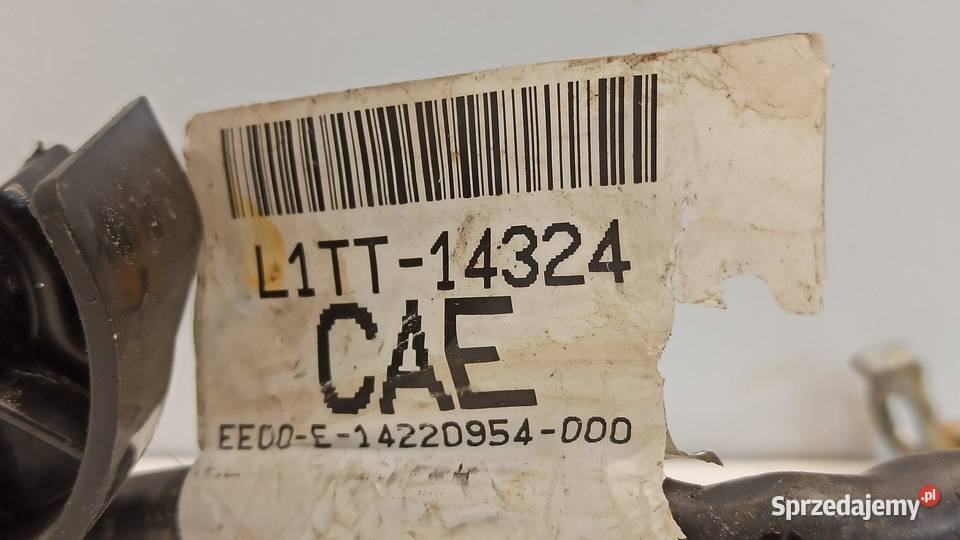 L1TT-14324
CAE
EE00-E-14220954-000
Sprzedajemy.pl